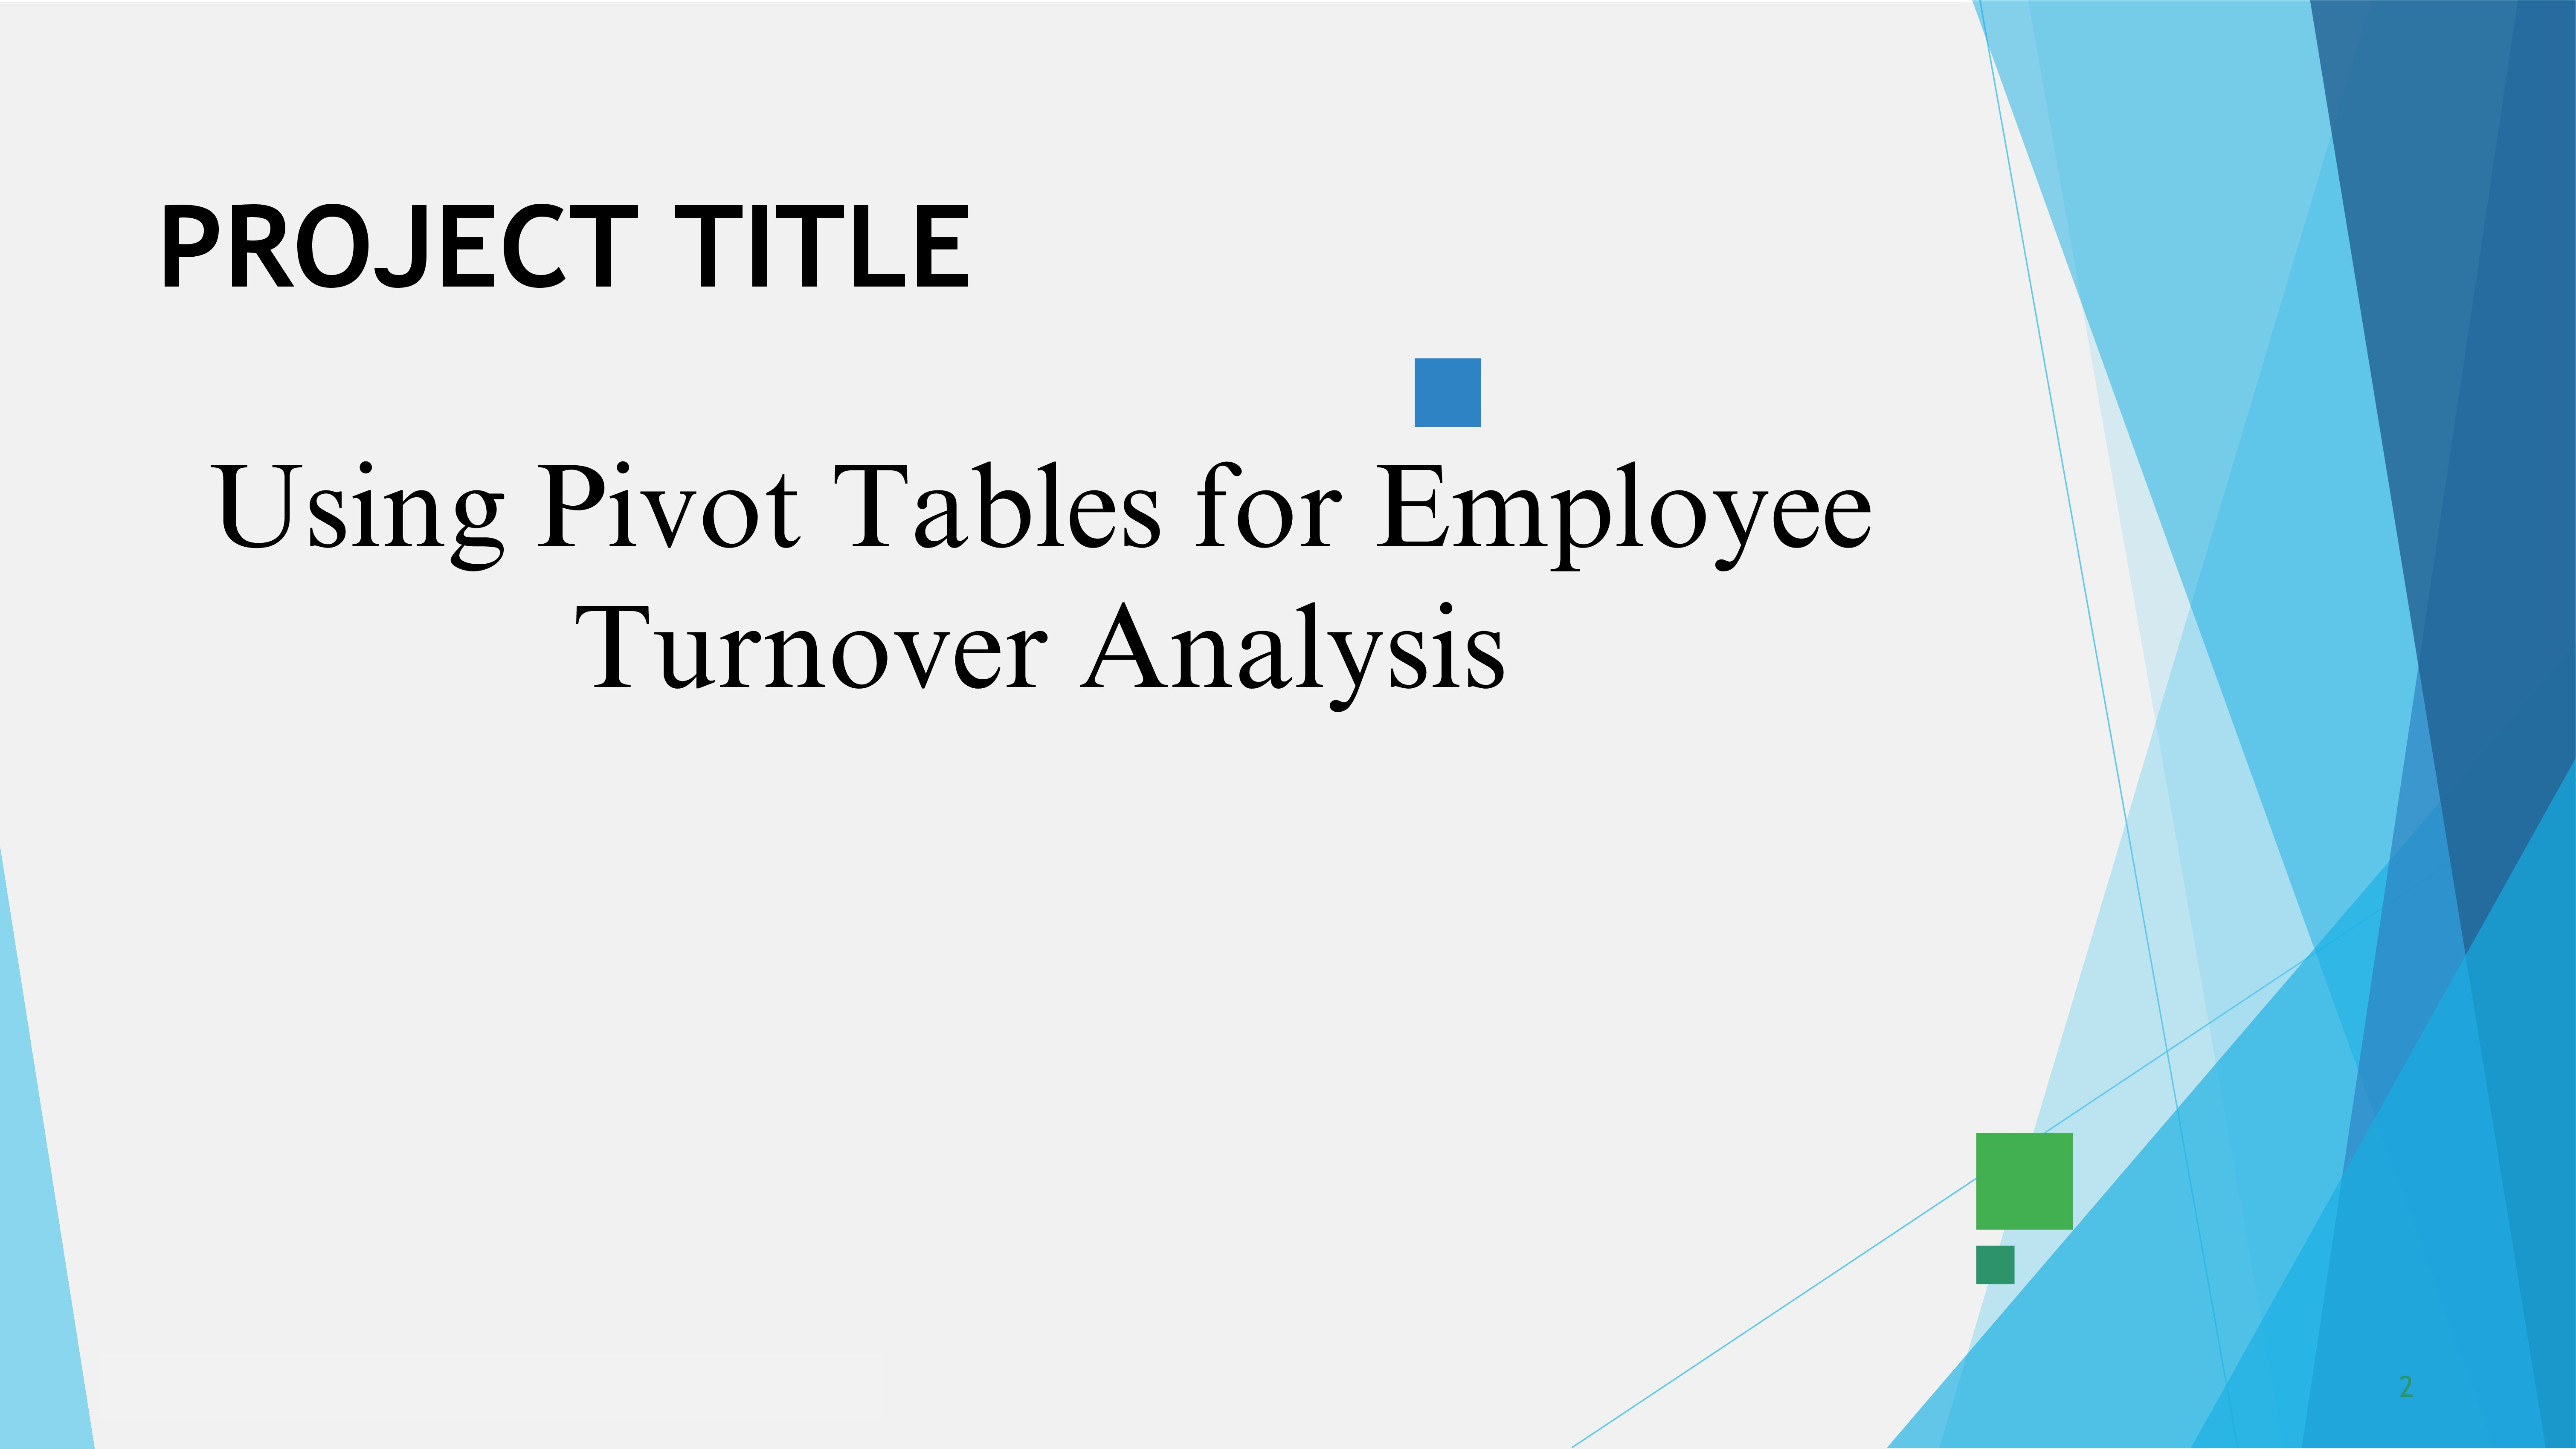 PROJECT TITLE
Using Pivot Tables for Employee
Turnover Analysis
2